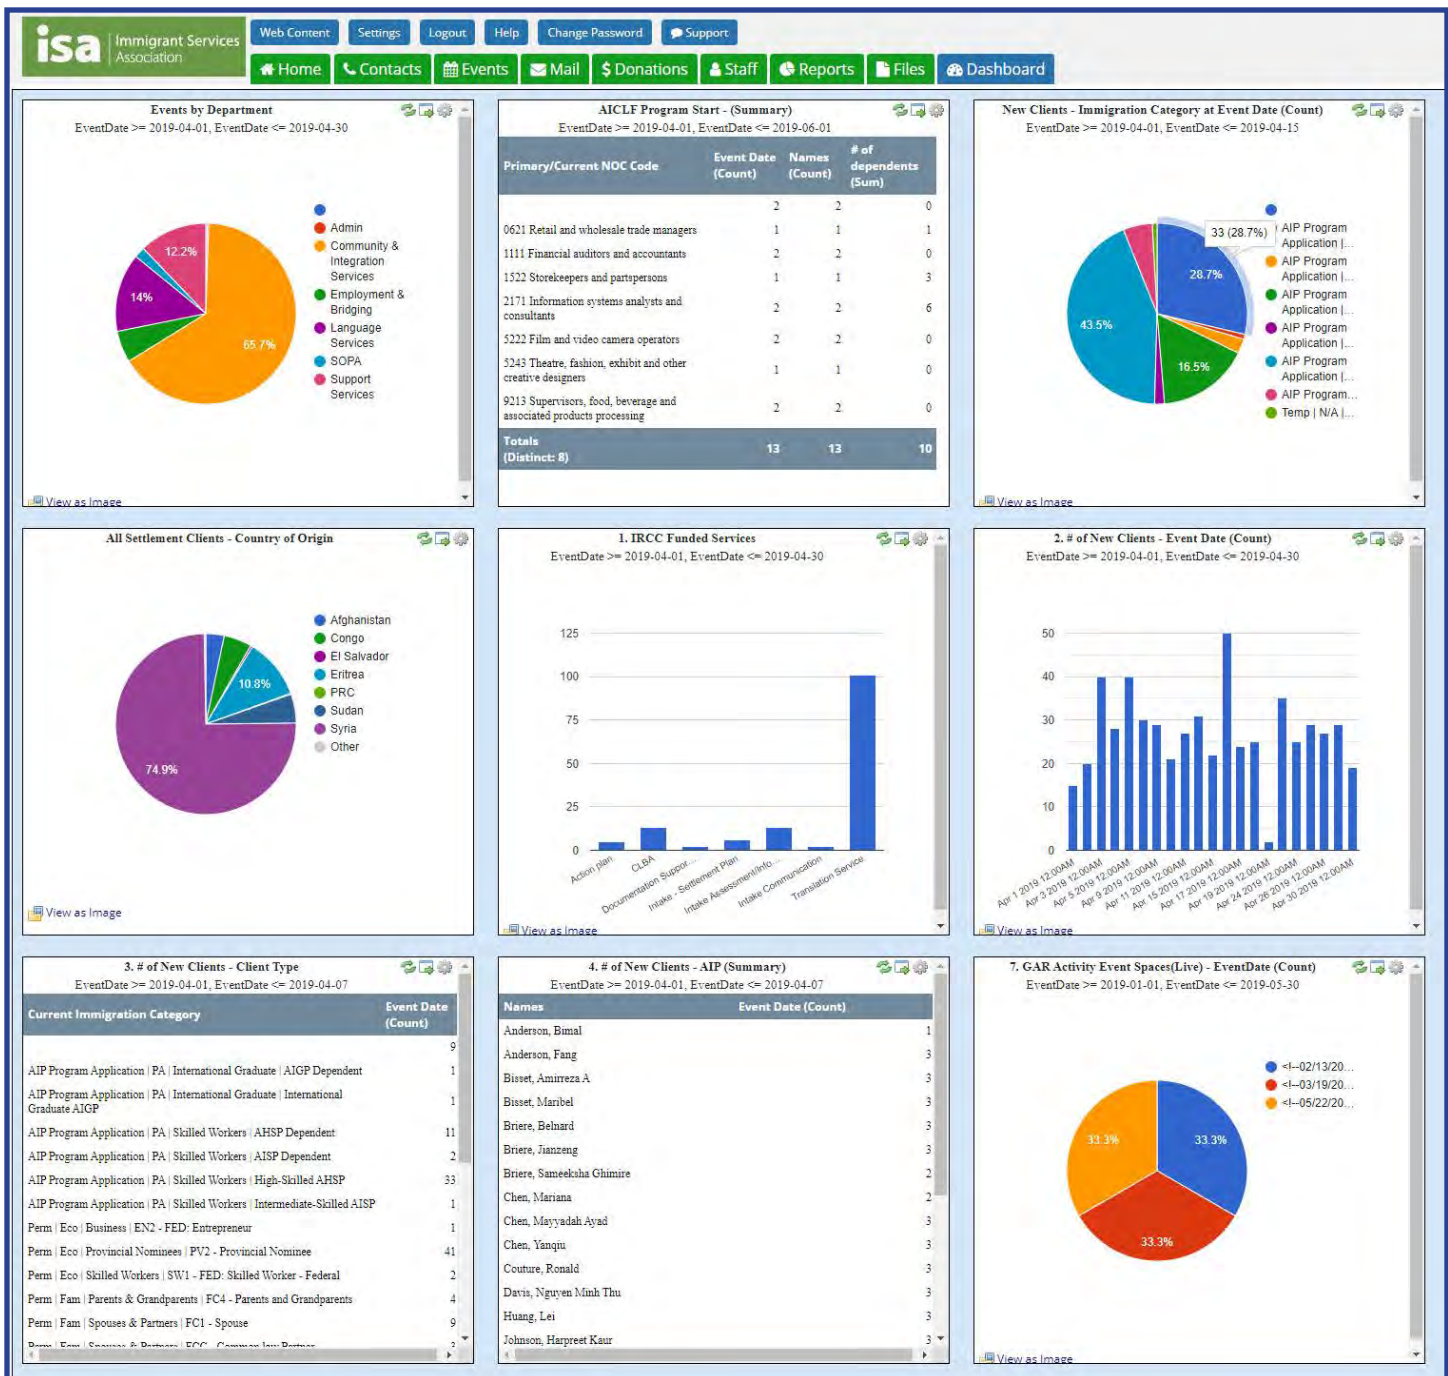 isa Immigrant Services
Association
Web Content Settings Logout Help Change Password Support
Home Contacts Events Mail $ Donations Staff Reports Files Dashboard
Events by Department
EventDate >= 2019-04-01, EventDate <= 2019-04-30
12.2%
14%
65.7%
Admin
Community &
Integration
Services
Employment &
Bridging
Language
Services
SOPA
Support
Services
View as Image
AICLF Program Start - (Summary)
EventDate >= 2019-04-01, EventDate <= 2019-06-01
Primary/Current NOC Code Event Date (Count) Names (Count) # of dependents (Sum)
2 2 0
0621 Retail and wholesale trade managers 1 1 1
1111 Financial auditors and accountants 2 2 0
1522 Storekeepers and partspersons 1 1 3
2171 Information systems analysts and
consultants 2 2 6
5222 Film and video camera operators 2 2 0
5243 Theatre, fashion, exhibit and other
creative designers 1 1 0
9213 Supervisors, food, beverage and
associated products processing 2 2 0
Totals
(Distinct: 8) 13 13 10
New Clients - Immigration Category at Event Date (Count)
EventDate >= 2019-04-01, EventDate <= 2019-04-15
33 (28.7%)
28.7%
43.5%
16.5%
AIP Program
Application |...
AIP Program
Application |...
AIP Program
Application |...
AIP Program
Application |...
AIP Program
Application |...
AIP Program...
Temp | N/A |...
View as Image
All Settlement Clients - Country of Origin
10.8%
74.9%
Afghanistan
Congo
El Salvador
Eritrea
PRC
Sudan
Syria
Other
View as Image
1. IRCC Funded Services
EventDate >= 2019-04-01, EventDate <= 2019-04-30
125
100
75
50
25
0
Action plan
CLBA
Documentation Suppor...
Intake - Settlement Plan
Intake Assessment/Info...
Intake Communication
Translation Service
View as Image
2. # of New Clients - Event Date (Count)
EventDate >= 2019-04-01, EventDate <= 2019-04-30
50
40
30
20
10
0
Apr 1 2019 12:00AM
Apr 3 2019 12:00AM
Apr 5 2019 12:00AM
Apr 9 2019 12:00AM
Apr 11 2019 12:00AM
Apr 15 2019 12:00AM
Apr 17 2019 12:00AM
Apr 19 2019 12:00AM
Apr 24 2019 12:00AM
Apr 26 2019 12:00AM
Apr 30 2019 12:00AM
View as Image
3. # of New Clients - Client Type
EventDate >= 2019-04-01, EventDate <= 2019-04-07
Current Immigration Category Event Date (Count)
9
AIP Program Application | PA | International Graduate | AIGP Dependent 1
AIP Program Application | PA | International Graduate | International
Graduate AIGP 1
AIP Program Application | PA | Skilled Workers | AHSP Dependent 11
AIP Program Application | PA | Skilled Workers | AISP Dependent 2
AIP Program Application | PA | Skilled Workers | High-Skilled AHSP 33
AIP Program Application | PA | Skilled Workers | Intermediate-Skilled AISP 1
Perm | Eco | Business | EN2 - FED: Entrepreneur 1
Perm | Eco | Provincial Nominees | PV2 - Provincial Nominee 41
Perm | Eco | Skilled Workers | SW1 - FED: Skilled Worker - Federal 2
Perm | Fam | Parents & Grandparents | FC4 - Parents and Grandparents 4
Perm | Fam | Spouses & Partners | FC1 - Spouse 9
Perm | Fam | Spouses & Partners | FCC - Common law Partner 3
4. # of New Clients - AIP (Summary)
EventDate >= 2019-04-01, EventDate <= 2019-04-07
Names Event Date (Count)
Anderson, Bimal 1
Anderson, Fang 3
Bisset, Amirreza A 3
Bisset, Maribel 3
Briere, Belnard 3
Briere, Jianzeng 3
Briere, Sameeksha Ghimire 2
Chen, Mariana 2
Chen, Mayyadah Ayad 3
Chen, Yanqiu 3
Couture, Ronald 3
Davis, Nguyen Minh Thu 3
Huang, Lei 3
Johnson, Harpreet Kaur 3
7. GAR Activity Event Spaces(Live) - EventDate (Count)
EventDate >= 2019-01-01, EventDate <= 2019-05-30
33.3%
33.3%
33.3%
<!--02/13/20...
<!--03/19/20...
<!--05/22/20...
View as Image